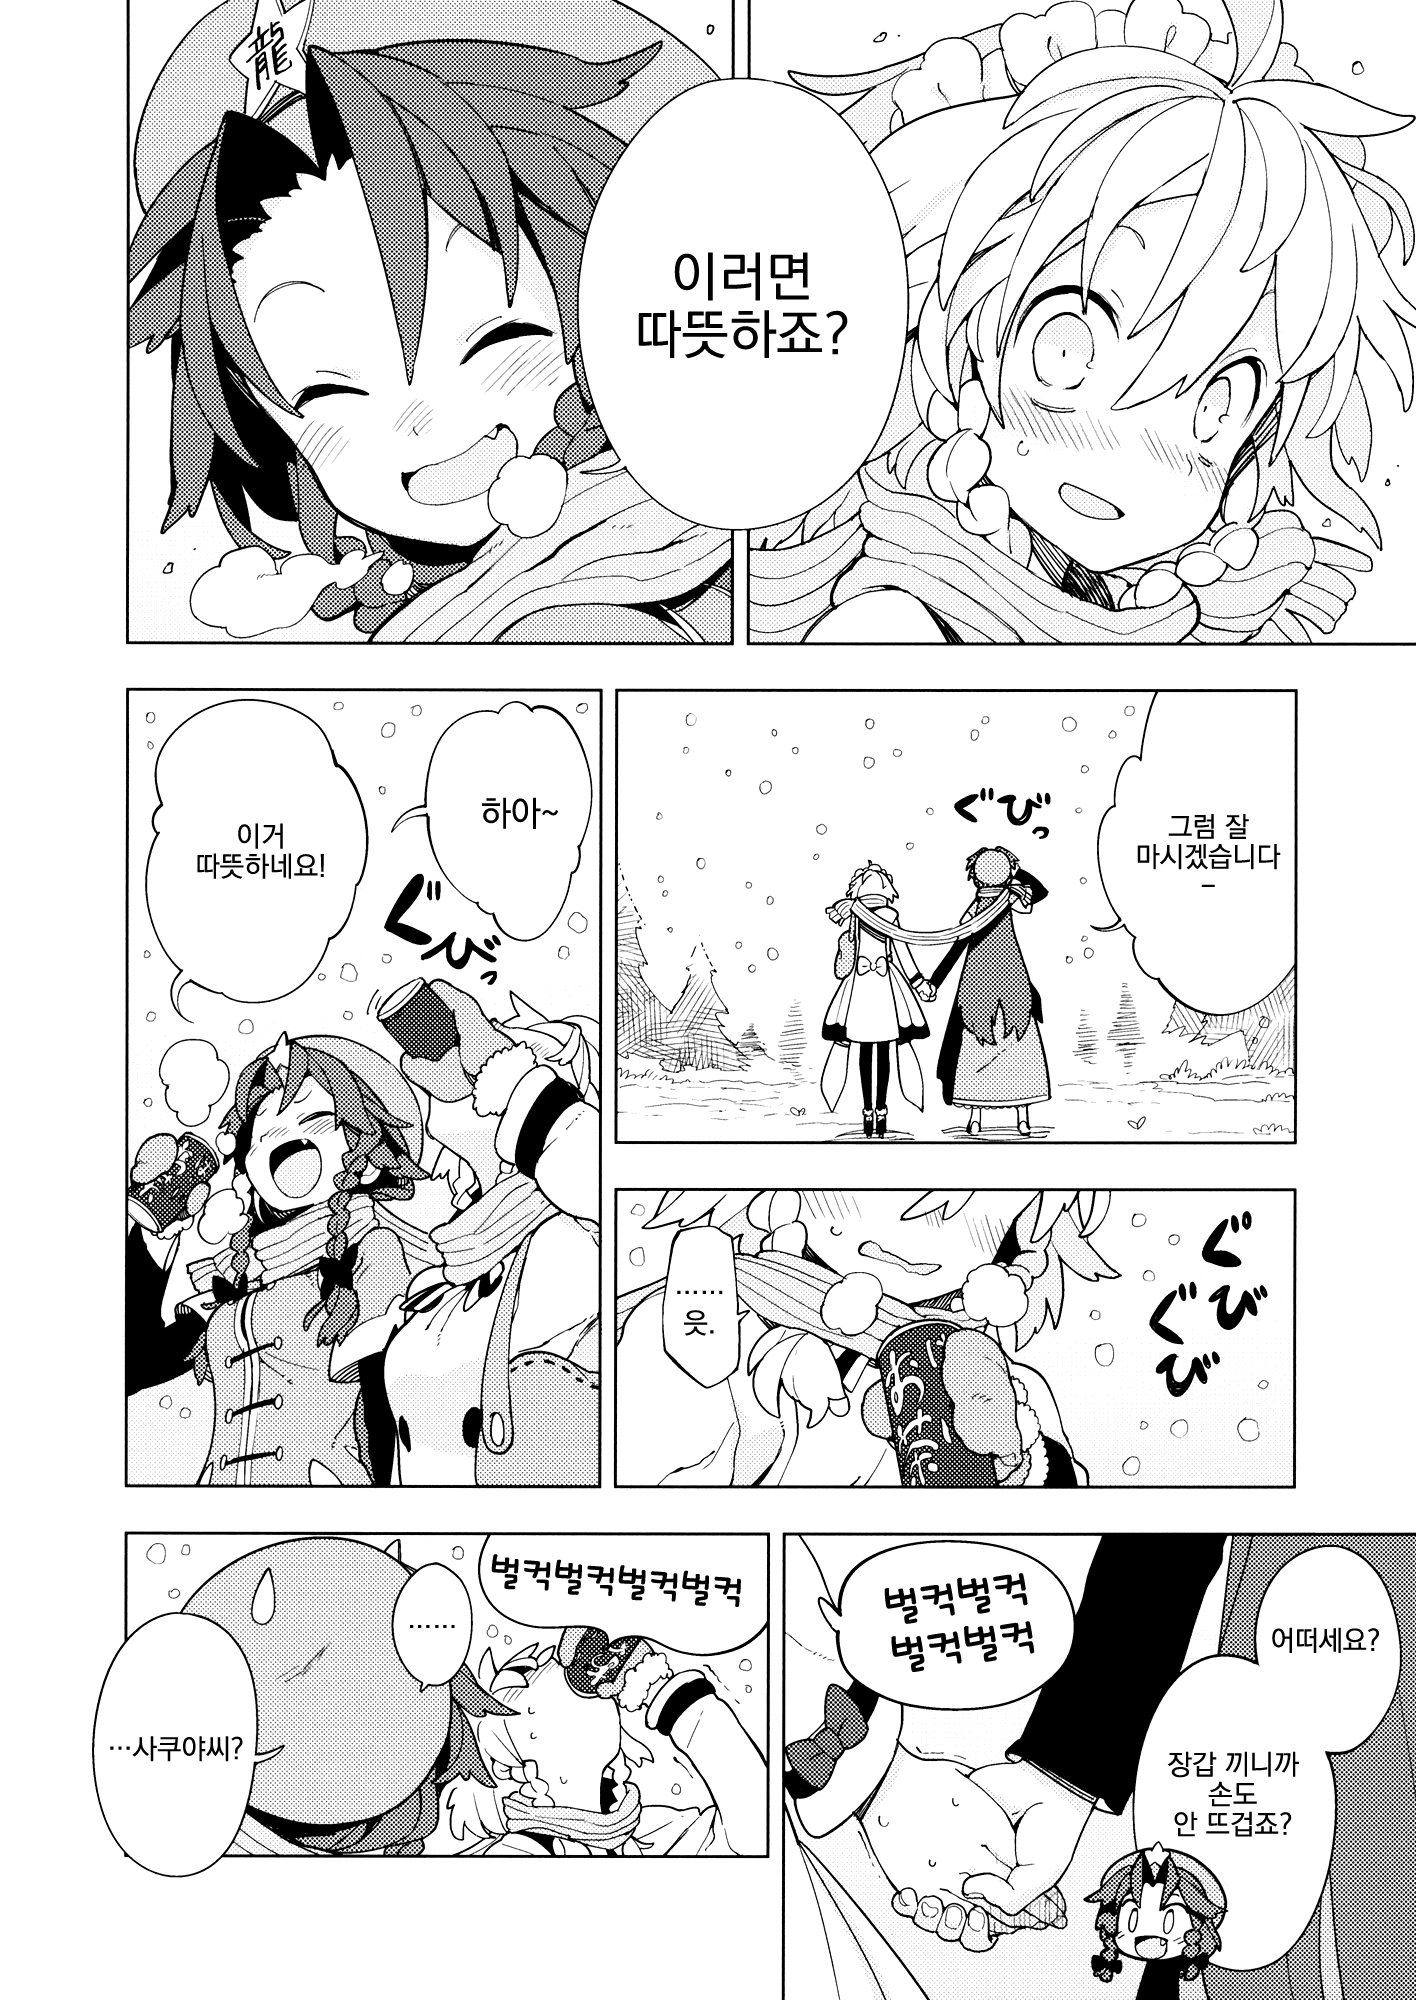 龍
이러면
따뜻하죠?
그럼 잘
마시겠습니다
–
ぐびっ
하아~
이거
따뜻하네요!
ぐびっ
ぐび
ぐび
……
읏.
어떠세요?
장갑 끼니까
손도
안 뜨겁죠?
벌컥벌컥
벌컥벌컥
벌컥벌컥벌컥벌컥
……
…사쿠야씨?